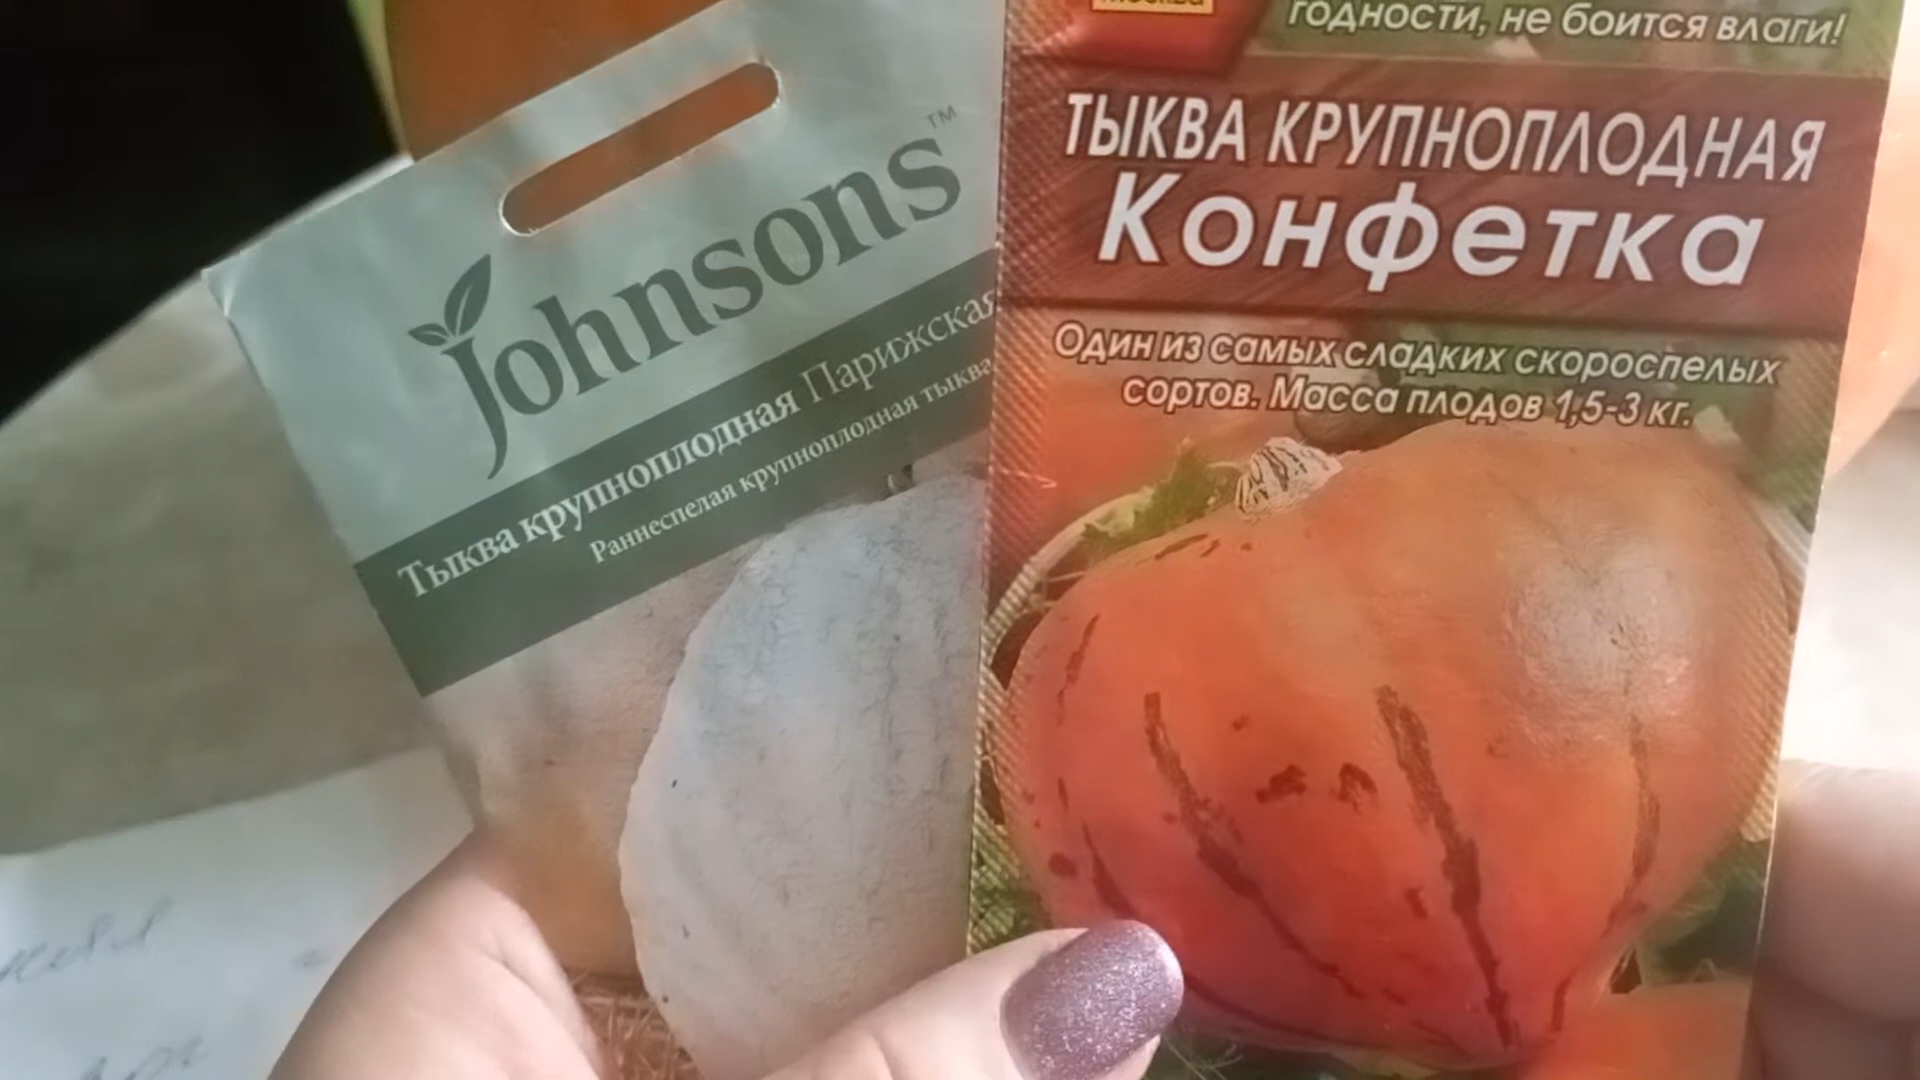 Johnsons™
Тыква крупноплодная Парижская
Раннеспелая крупноплодная тыква
Москва
годности, не боится влаги!
ТЫКВА КРУПНОПЛОДНАЯ
Конфетка
Один из самых сладких скороспелых
сортов. Масса плодов 1,5-3 кг.